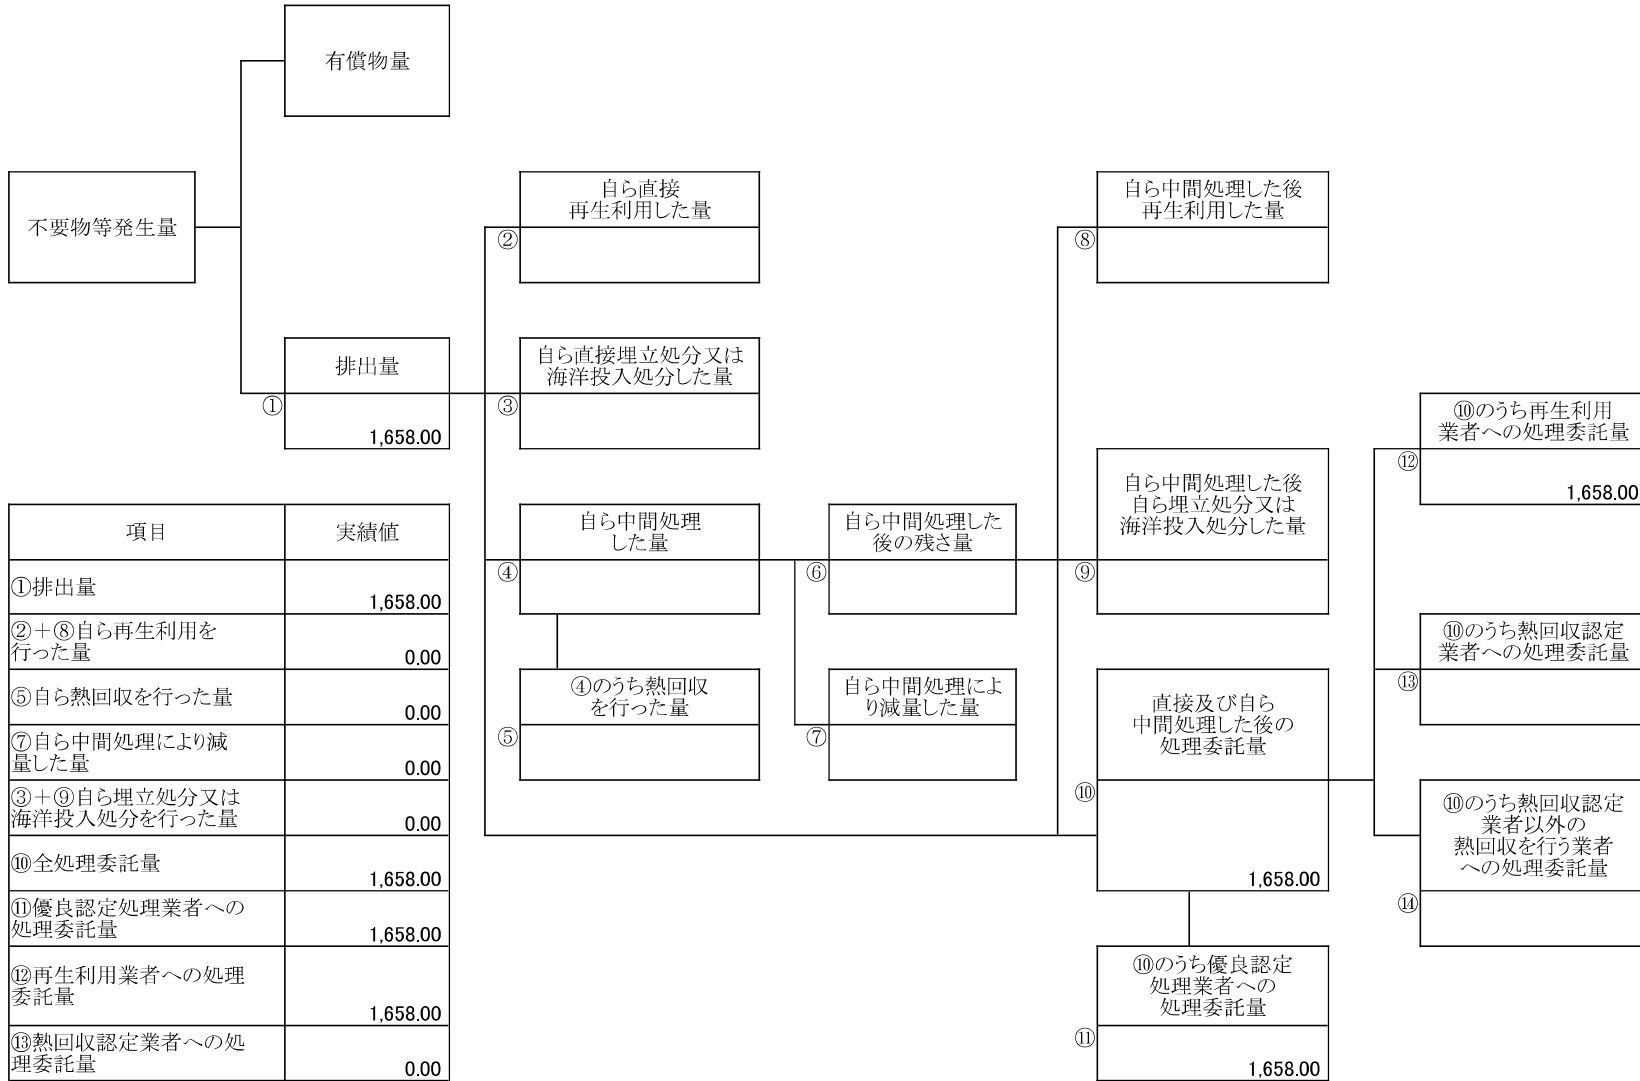 有償物量
不要物等発生量
自ら直接
再生利用した量
②
自ら中間処理した後
再生利用した量
⑧
排出量
①
1,658.00
自ら直接埋立処分又は
海洋投入処分した量
③
⑩のうち再生利用
業者への処理委託量
⑫
1,658.00
自ら中間処理
した量
④
自ら中間処理した
後の残さ量
⑥
自ら中間処理した後
自ら埋立処分又は
海洋投入処分した量
⑨
⑩のうち熱回収認定
業者への処理委託量
⑬
④のうち熱回収
を行った量
⑤
自ら中間処理によ
り減量した量
⑦
直接及び自ら
中間処理した後の
処理委託量
⑩
1,658.00
⑩のうち熱回収認定
業者以外の
熱回収を行う業者
への処理委託量
⑭
⑩のうち優良認定
処理業者への
処理委託量
⑪
1,658.00
項目 実績値
①排出量
1,658.00
②＋⑧自ら再生利用を
行った量
0.00
⑤自ら熱回収を行った量
0.00
⑦自ら中間処理により減
量した量
0.00
③＋⑨自ら埋立処分又は
海洋投入処分を行った量
0.00
⑩全処理委託量
1,658.00
⑪優良認定処理業者への
処理委託量
1,658.00
⑫再生利用業者への処理
委託量
1,658.00
⑬熱回収認定業者への処
理委託量
0.00